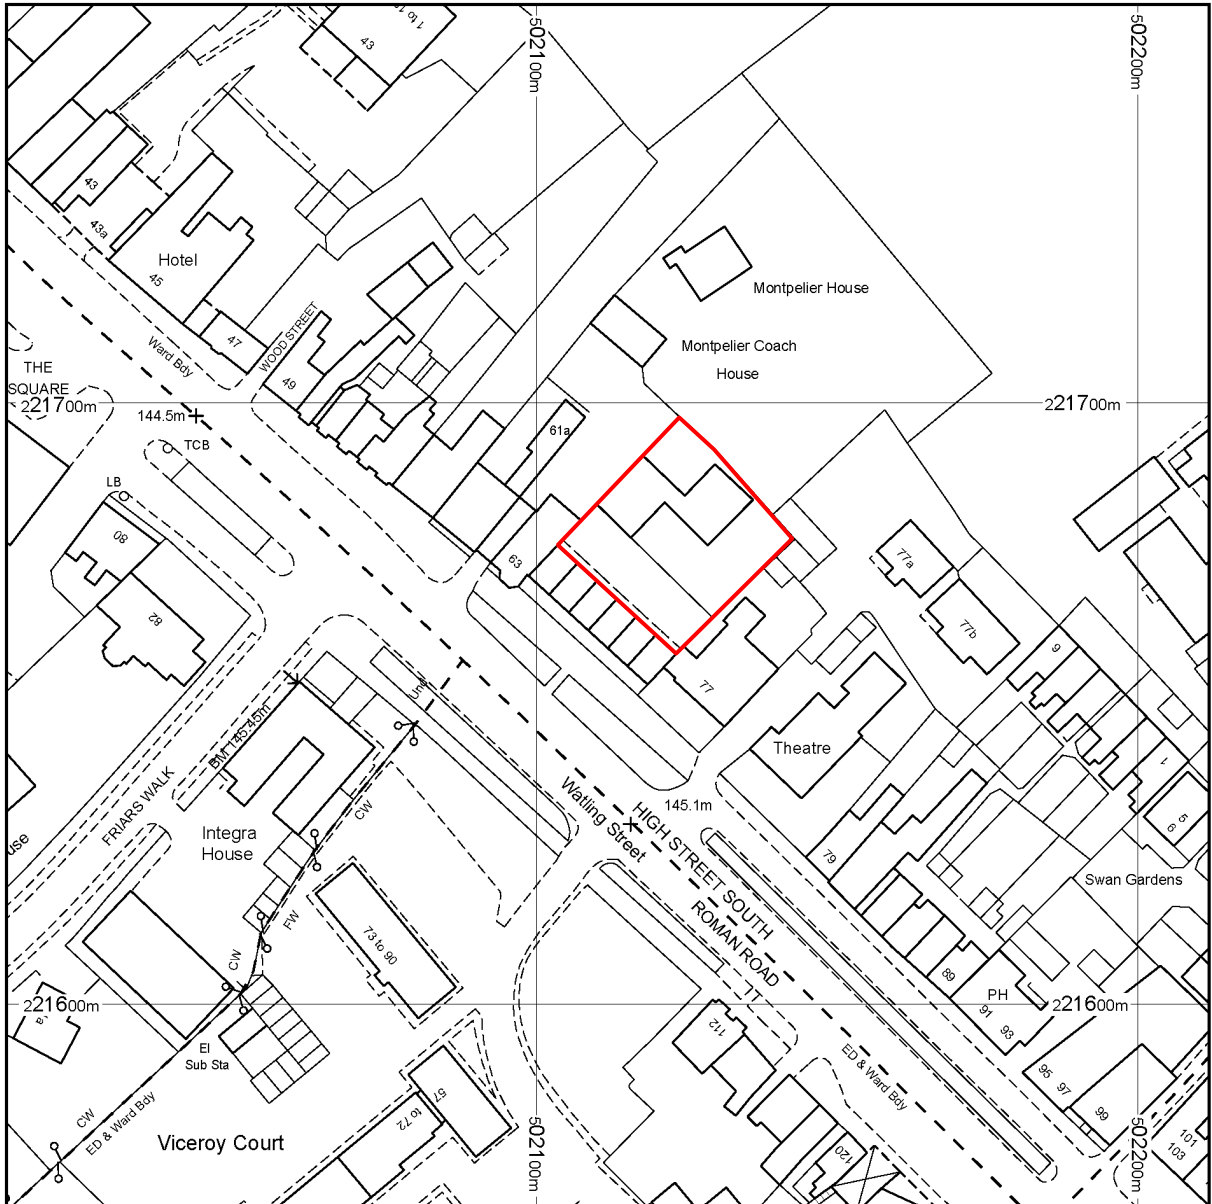 502100m
502200m
1 to 1
43
43
43a
Hotel
45
47
WOOD STREET
49
Ward Bdy
Montpelier House
Montpelier Coach
House
THE
SQUARE
221700m
221700m
144.5m
TCB
LB
80
82
61a
63
77
77a
77b
9
1
5
6
Theatre
145.1m
Und
BM 145.45m
FRIARS WALK
CW
Integra
House
use
FW
CW
73 to 90
Watling Street
HIGH STREET SOUTH
ROMAN ROAD
79
Swan Gardens
89
PH
91
93
95
97
99
101
103
221600m
221600m
El
Sub Sta
112
ED & Ward Bdy
57
to 72
120
CW
ED & Ward Bdy
Viceroy Court
502100m
502200m